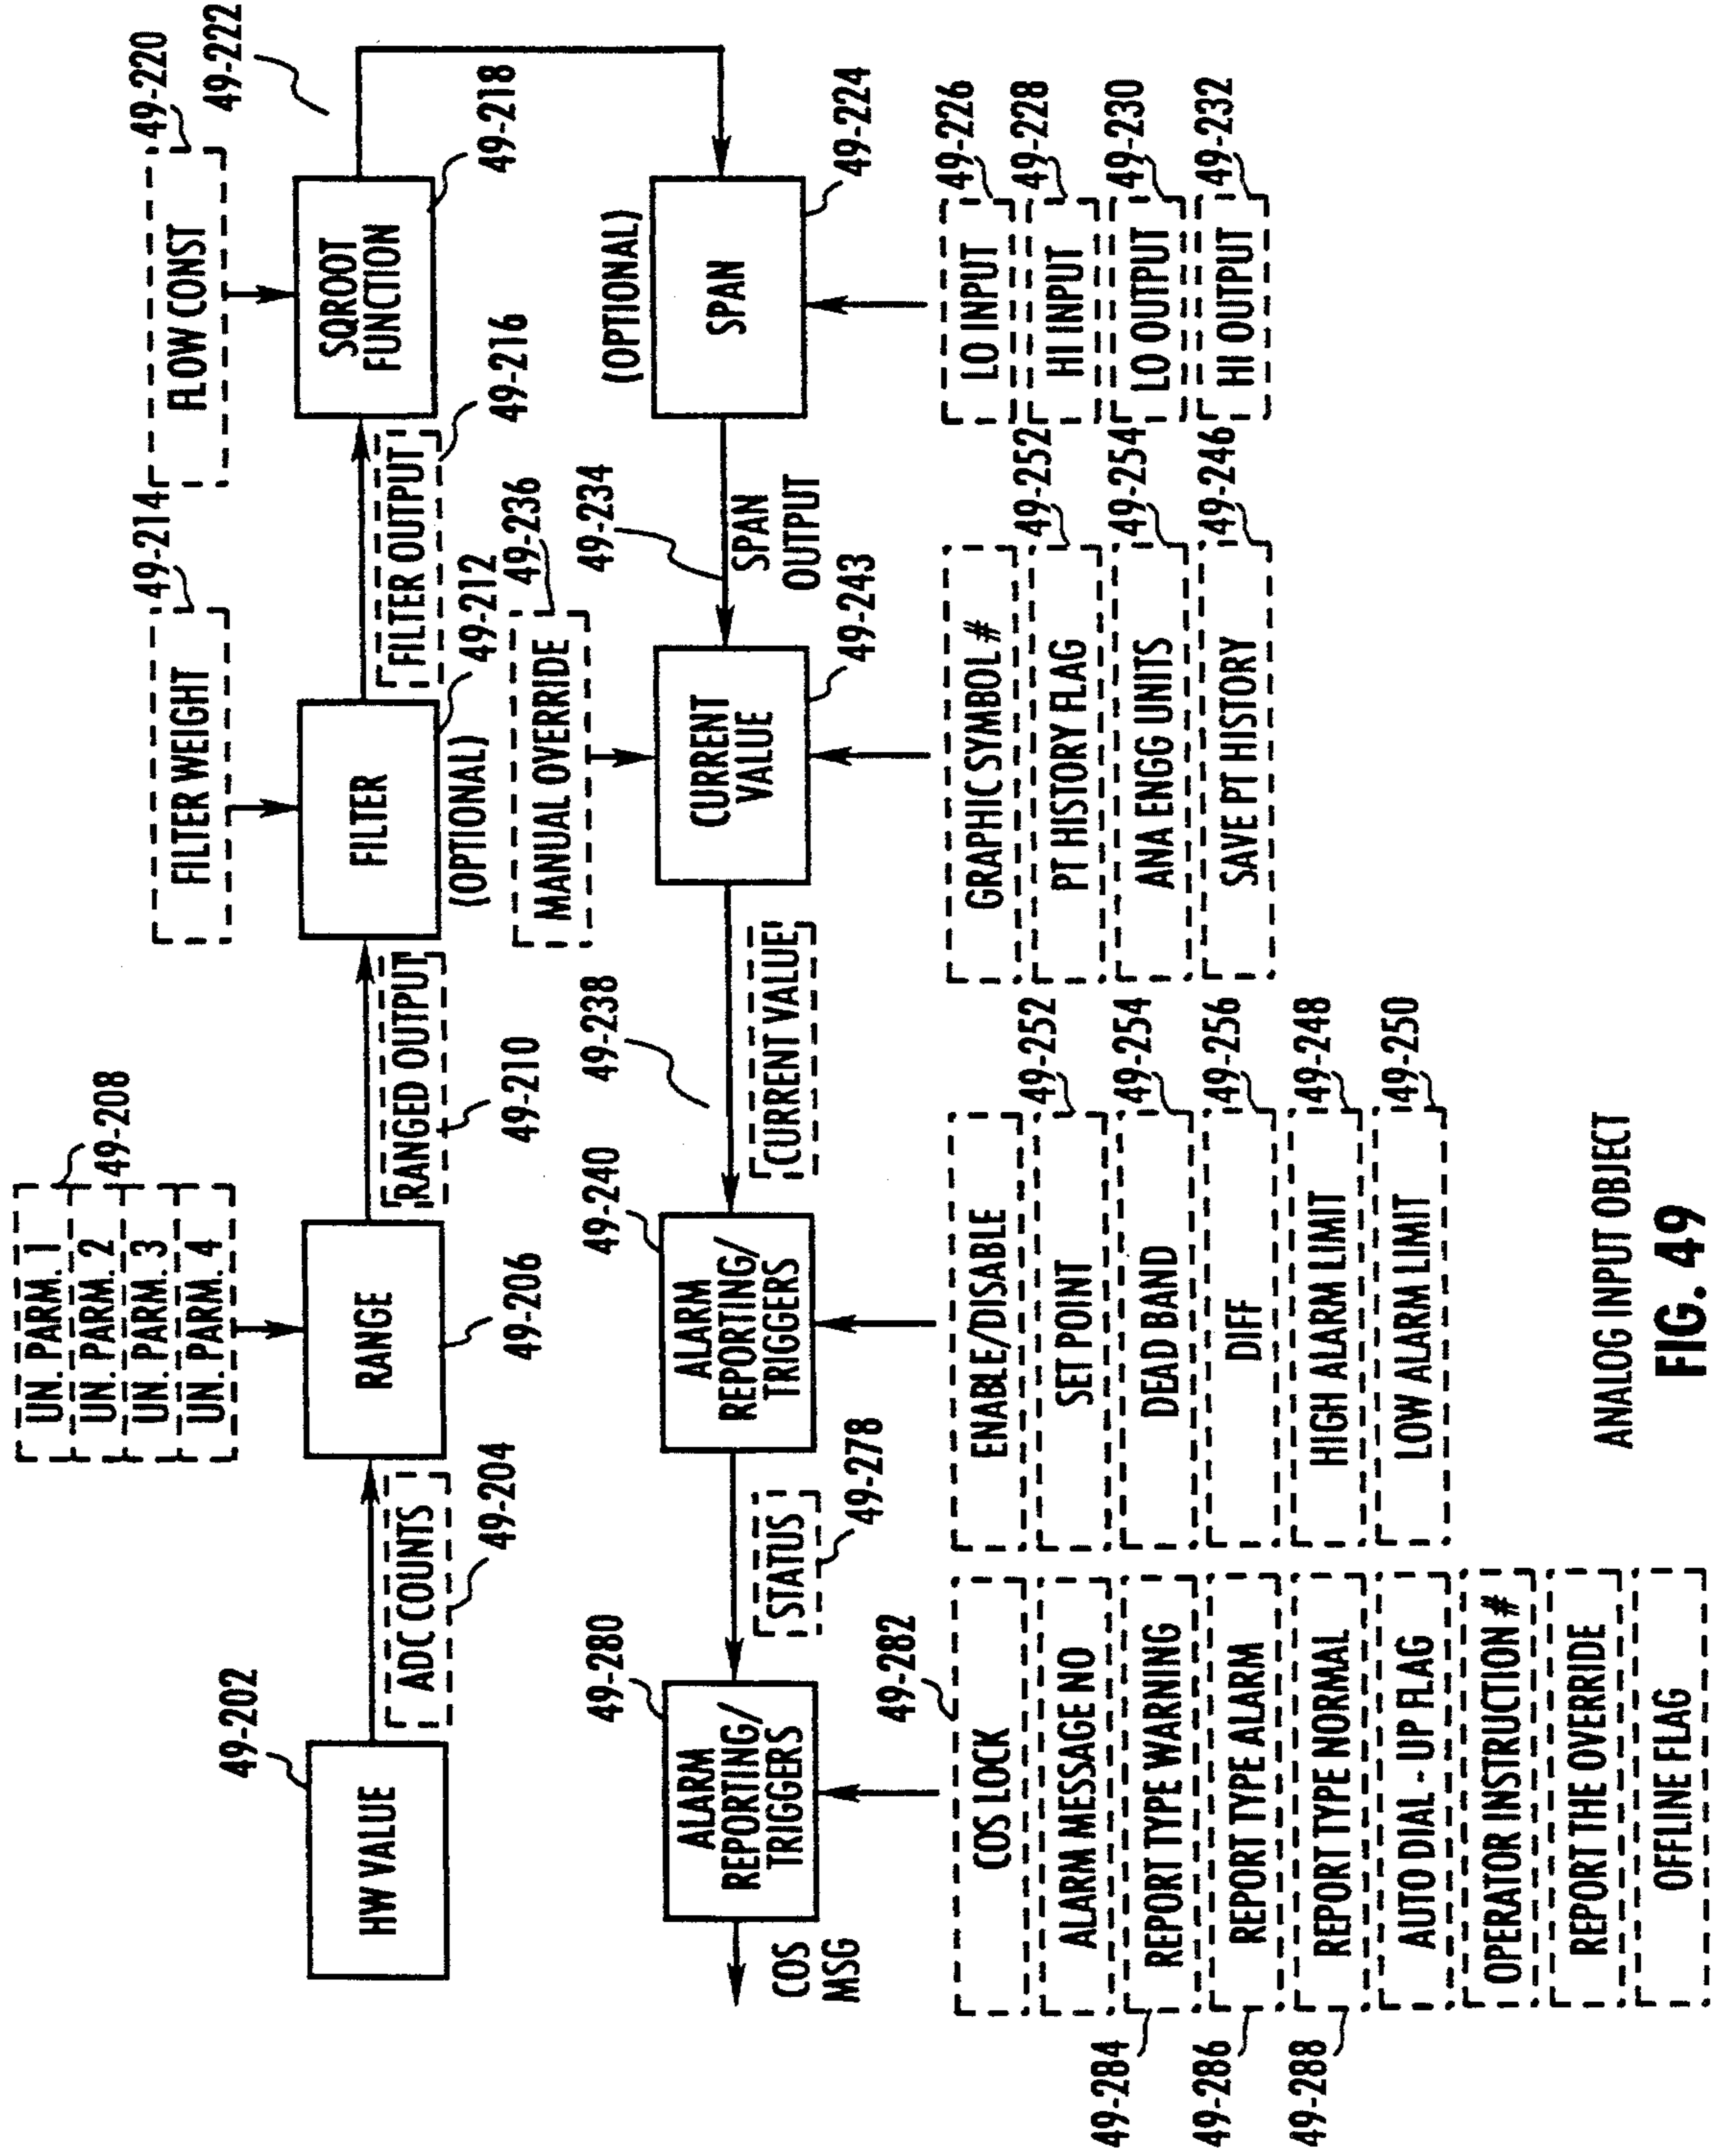 49-202
HW VALUE
ADC COUNTS
49-204
UN. PARM. 1
UN. PARM. 2
UN. PARM. 3
UN. PARM. 4
49-208
RANGE
49-206
RANGED OUTPUT
49-210
FILTER WEIGHT
49-214
FILTER
49-212
(OPTIONAL)
FILTER OUTPUT
49-216
FLOW CONST
49-220
49-222
SQROOT
FUNCTION
49-218
49-280
ALARM
REPORTING/
TRIGGERS
COS
MSG
STATUS
49-278
49-240
ALARM
REPORTING/
TRIGGERS
49-238
CURRENT VALUE
MANUAL OVERRIDE
49-236
CURRENT
VALUE
49-243
49-234
SPAN
OUTPUT
(OPTIONAL)
SPAN
49-224
49-282
COS LOCK
ALARM MESSAGE NO
49-284
REPORT TYPE WARNING
49-286
REPORT TYPE ALARM
49-288
REPORT TYPE NORMAL
AUTO DIAL - UP FLAG
OPERATOR INSTRUCTION #
REPORT THE OVERRIDE
OFFLINE FLAG
ENABLE/DISABLE
SET POINT
49-252
DEAD BAND
49-254
DIFF
49-256
HIGH ALARM LIMIT
49-248
LOW ALARM LIMIT
49-250
GRAPHIC SYMBOL #
PT HISTORY FLAG
49-252
ANA ENGG UNITS
49-254
SAVE PT HISTORY
49-246
LO INPUT
49-226
HI INPUT
49-228
LO OUTPUT
49-230
HI OUTPUT
49-232
ANALOG INPUT OBJECT
FIG. 49